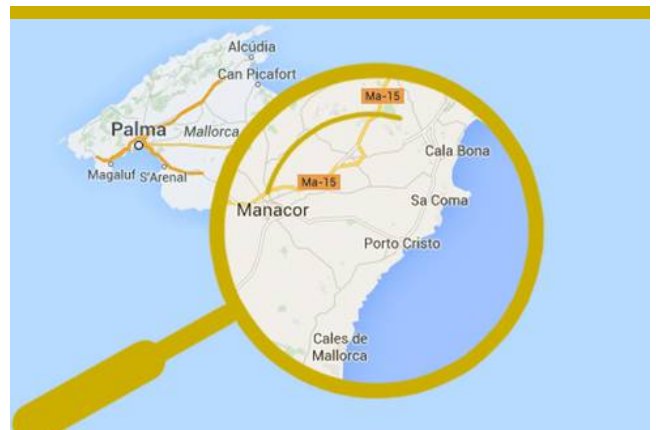 Alcúdia
Can Picafort
Ma-15
Palma
Mallorca
Cala Bona
Magaluf
S'Arenal
Ma-15
Manacor
Sa Coma
Porto Cristo
Cales de
Mallorca